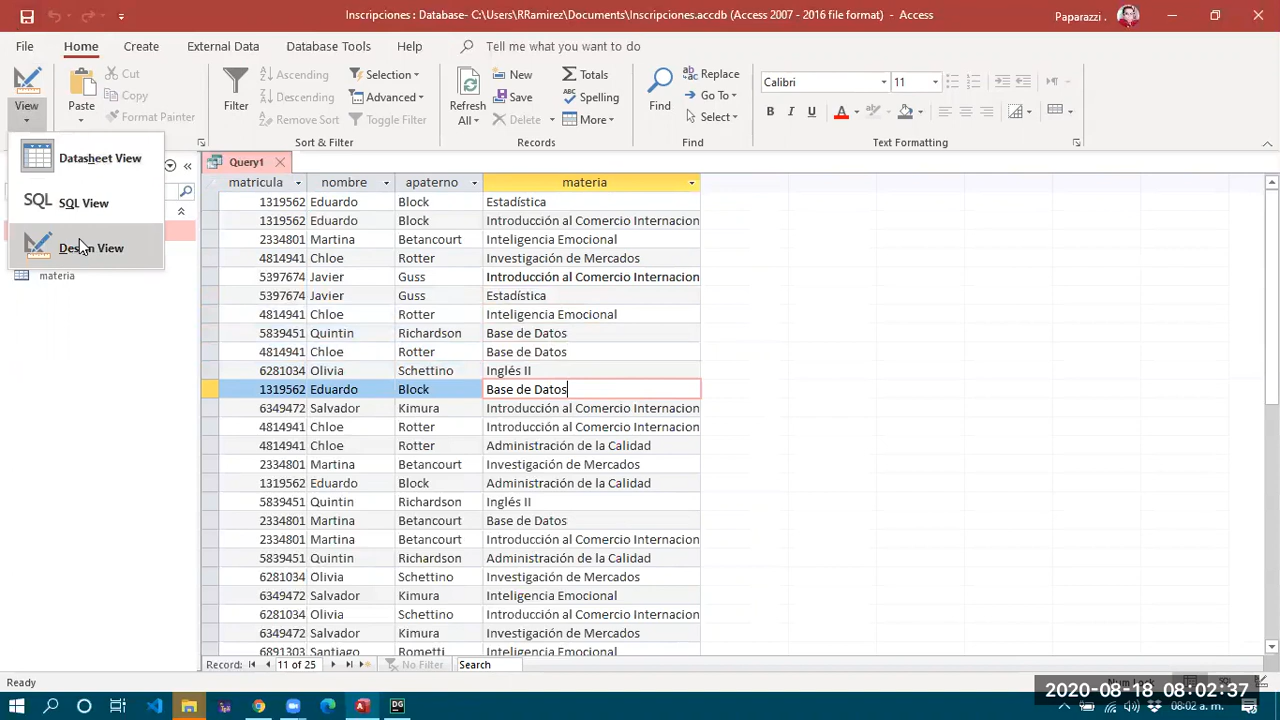 Inscripciones : Database- C:\Users\RRamirez\Documents\Inscripciones.accdb (Access 2007 - 2016 file format) - Access
Paparazzi .
File Home Create External Data Database Tools Help Tell me what you want to do
View
Paste
Cut
Copy
Format Painter
Filter
Ascending
Descending
Remove Sort
Selection
Advanced
Toggle Filter
Sort & Filter
Refresh All
New
Save
Delete
Totals
Spelling
More
Records
Find
Replace
Go To
Select
Find
Calibri 11
B I U A
Text Formatting
Datasheet View
SQL View
SQL
Design View
materia
Query1
matricula nombre apaterno materia
1319562 Eduardo Block Estadística
1319562 Eduardo Block Introducción al Comercio Internacion
2334801 Martina Betancourt Inteligencia Emocional
4814941 Chloe Rotter Investigación de Mercados
5397674 Javier Guss Introducción al Comercio Internacion
5397674 Javier Guss Estadística
4814941 Chloe Rotter Inteligencia Emocional
5839451 Quintin Richardson Base de Datos
4814941 Chloe Rotter Base de Datos
6281034 Olivia Schettino Inglés II
1319562 Eduardo Block Base de Datos
6349472 Salvador Kimura Introducción al Comercio Internacion
4814941 Chloe Rotter Introducción al Comercio Internacion
4814941 Chloe Rotter Administración de la Calidad
2334801 Martina Betancourt Investigación de Mercados
1319562 Eduardo Block Administración de la Calidad
5839451 Quintin Richardson Inglés II
2334801 Martina Betancourt Base de Datos
2334801 Martina Betancourt Introducción al Comercio Internacion
5839451 Quintin Richardson Administración de la Calidad
6281034 Olivia Schettino Investigación de Mercados
6349472 Salvador Kimura Inteligencia Emocional
6281034 Olivia Schettino Introducción al Comercio Internacion
6349472 Salvador Kimura Investigación de Mercados
6891303 Santiago Rometti Inteligencia Emocional
Record: 11 of 25 No Filter Search
Ready
Num Lock
2020-08-18 08:02:37
08:02 a. m.